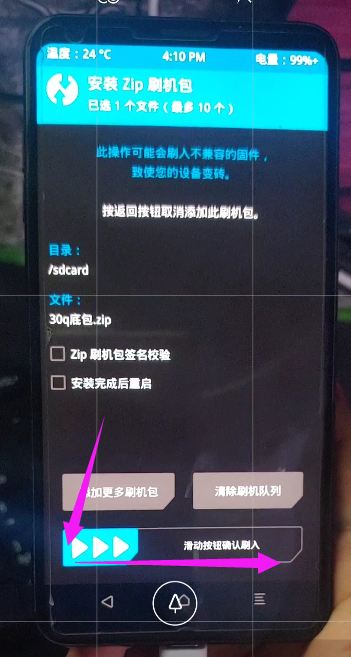 温度：24 °C 4:10 PM 电量：99%+
安装 Zip 刷机包
已选 1 个文件（最多 10 个）
此操作可能会刷入不兼容的固件，
致使您的设备变砖。
按返回按钮取消添加此刷机包。
目录：
/sdcard
文件：
30q底包.zip
Zip 刷机包签名校验
安装完成后重启
加更多刷机包 清除刷机队列
滑动按钮确认刷入